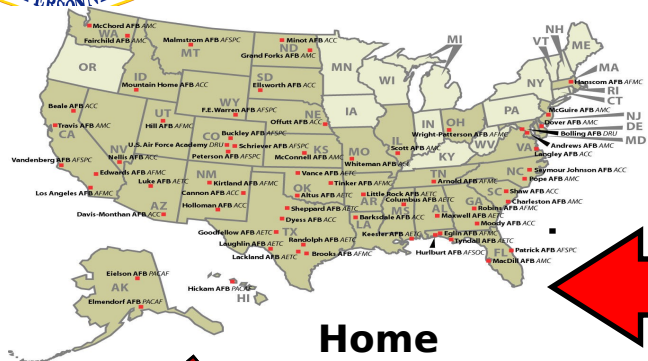 ERSON
McChord AFB AMC
WA
Fairchild AFB AMC
Malmstrom AFB AFSPC
MT
Minot AFB ACC
ND
Grand Forks AMC
MN
MI
VT
NH
ME
OR
ID
Mountain Home AFB ACC
SD
Ellsworth ACC
WI
NY
MA
Hanscom AFB AFMC
RI
CT
Beale AFB ACC
WY
F.E. Warren AFB AFSPC
NE
Offutt AFB ACC
IA
PA
McGuire AFB AMC
NJ
Travis AFB AMC
CA
NV
UT
Hill AFB AFMC
CO
Buckley AFB AFSPC
U.S. Air Force Academy DRU
Schriever AFB AFSPC
Peterson AFB AFSPC
KS
McConnell AFB AMC
MO
Whiteman AFB ACC
IL
Scott AFB AMC
IN
OH
Wright-Patterson AFB AFMC
KY
WV
VA
Dover AFB AMC
DE
Bolling AFB DRU
MD
Andrews AFB AMC
Langley AFB ACC
Vandenberg AFB AFSPC
Nellis AFB ACC
Edwards AFB AFMC
Los Angeles AFB AFMC
Luke AFB AETC
AZ
Davis-Monthan AFB ACC
NM
Kirtland AFB AFMC
Cannon AFB ACC
Holloman ACC
Vance AFB AETC
OK
Altus AFB AETC
Tinker AFB AFMC
AR
Little Rock AFB AETC
TN
Arnold AFB AFMC
NC
Seymour Johnson AFB ACC
Pope AFB AMC
SC
Shaw AFB ACC
Charleston AFB AMC
Sheppard AFB AETC
Dyess AFB ACC
TX
Goodfellow AFB AETC
Laughlin AFB AETC
Randolph AFB AETC
Lackland AFB AETC
Brooks AFB AFMC
Barksdale AFB ACC
LA
MS
Columbus AFB AETC
AL
Maxwell AFB AETC
GA
Robins AFB AFMC
Moody AFB ACC
Keesler AFB AETC
Eglin AFB AFMC
Tyndall AFB AETC
Hurlburt AFB AFSOC
FL
Patrick AFB AFSPC
MacDill AFB AMC
Eielson AFB PACAF
AK
Elmendorf AFB PACAF
Hickam AFB PACAF
HI
Home